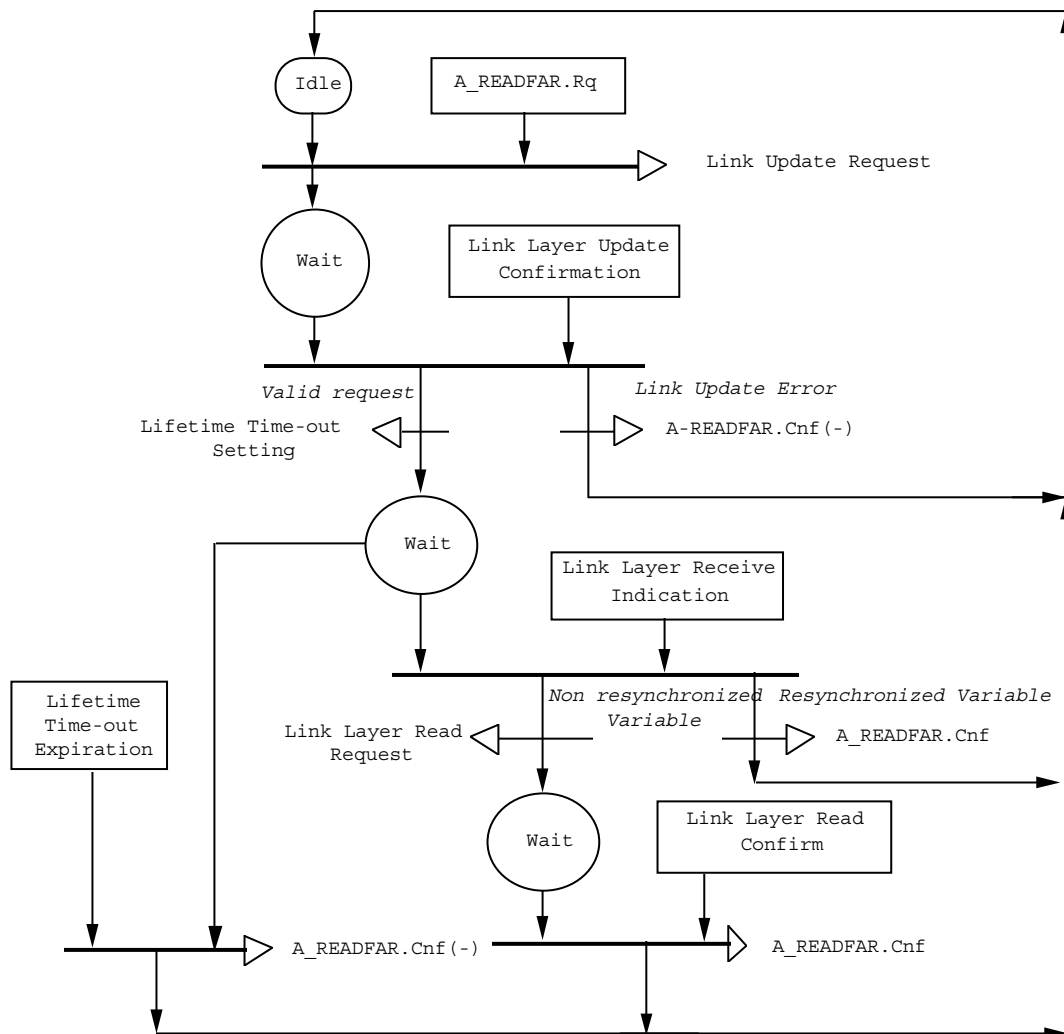 Idle
A_READFAR.Rq
Link Update Request
Wait
Link Layer Update
Confirmation
Valid request
Link Update Error
Lifetime Time-out
Setting
A-READFAR.Cnf(-)
Wait
Link Layer Receive
Indication
Lifetime
Time-out
Expiration
Non resynchronized
Variable
Resynchronized Variable
Link Layer Read
Request
A_READFAR.Cnf
Wait
Link Layer Read
Confirm
A_READFAR.Cnf(-)
A_READFAR.Cnf